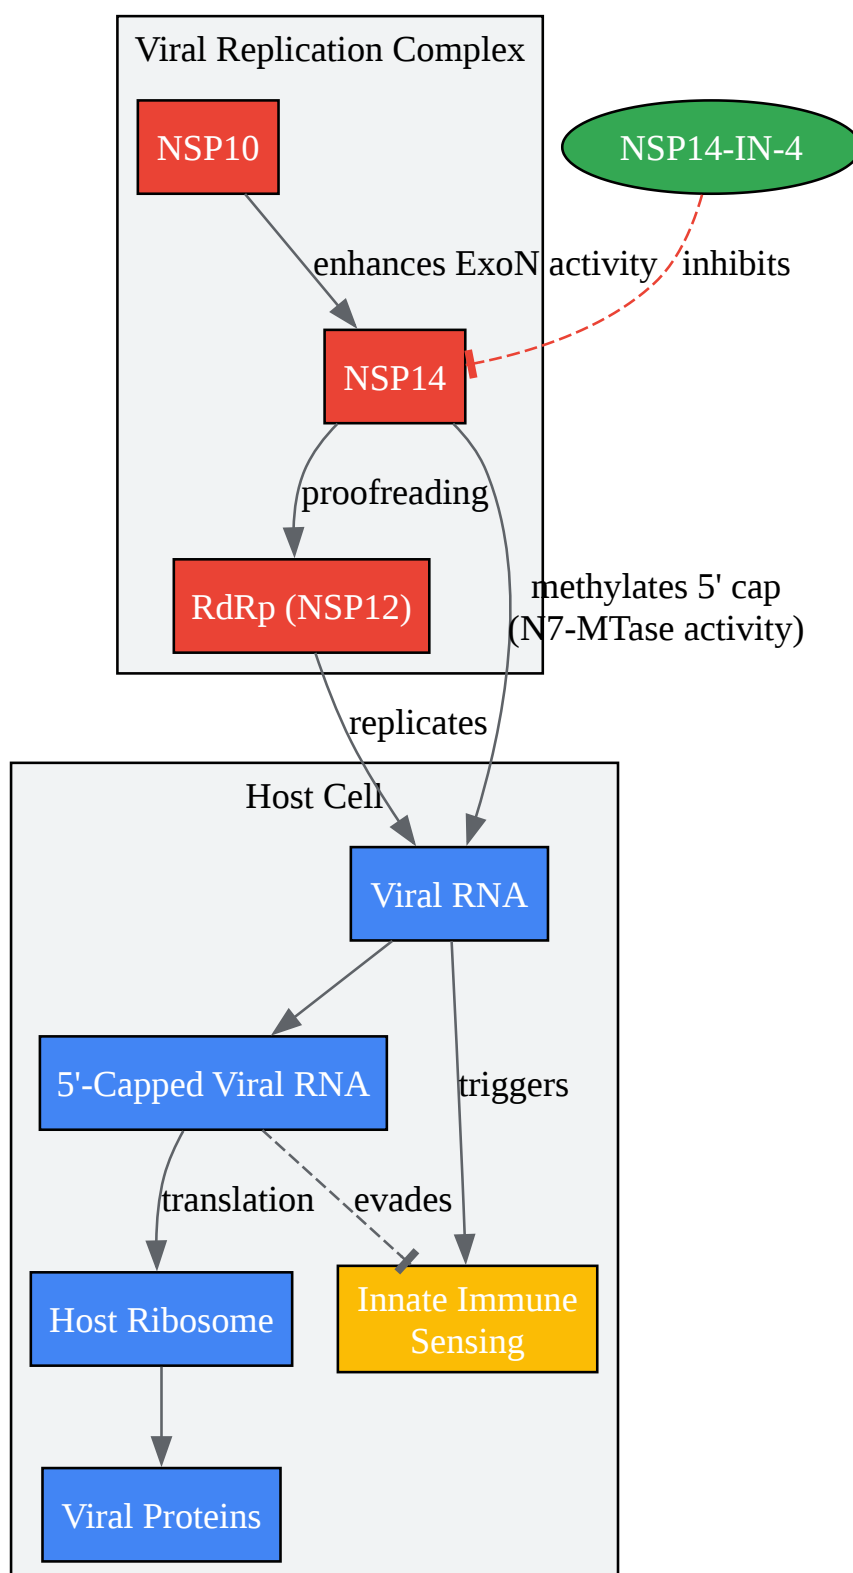 Viral Replication Complex
NSP10
NSP14-IN-4
enhances ExoN activity
inhibits
NSP14
proofreading
methylates 5' cap
(N7-MTase activity)
RdRp (NSP12)
replicates
Host Cell
Viral RNA
5'-Capped Viral RNA
triggers
translation
evades
Host Ribosome
Innate Immune
Sensing
Viral Proteins